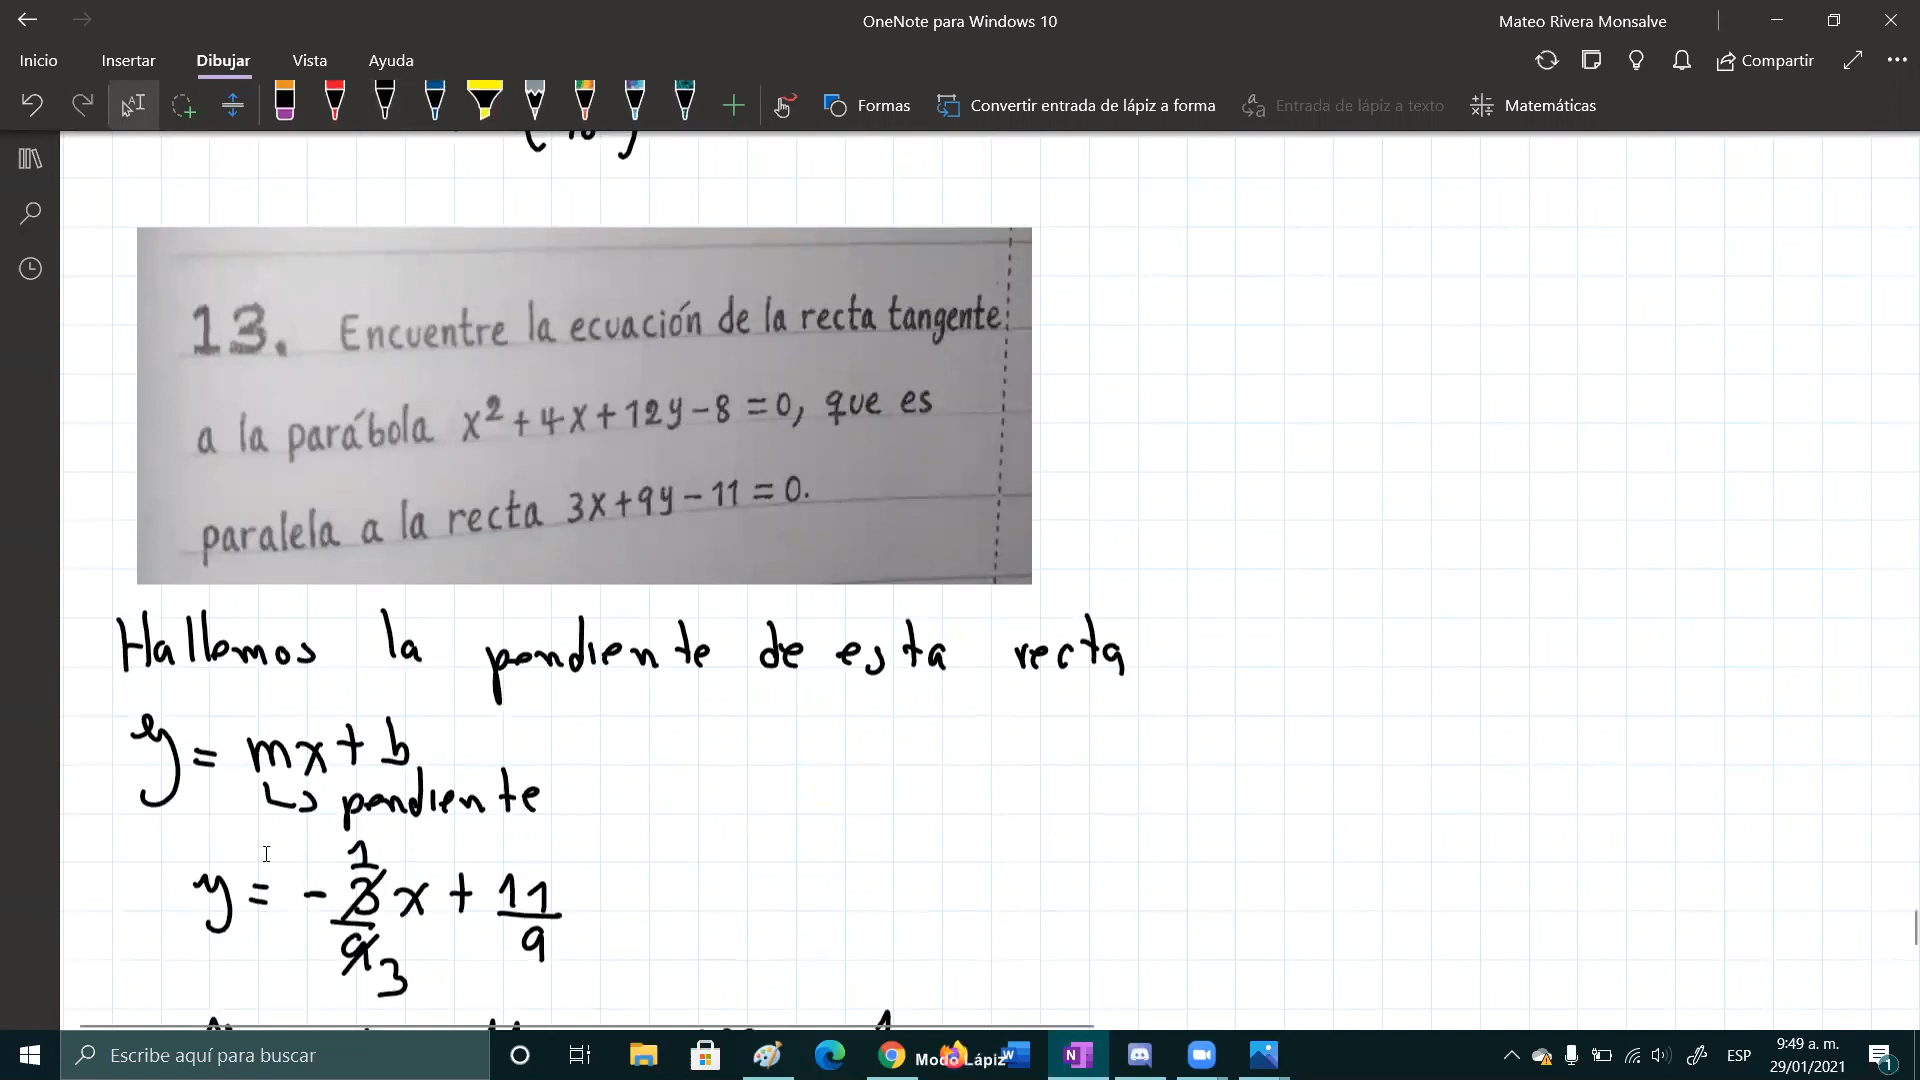 OneNote para Windows 10
Mateo Rivera Monsalve
Inicio Insertar Dibujar Vista Ayuda
Compartir
Formas Convertir entrada de lápiz a forma Entrada de lápiz a texto Matemáticas
13. Encuentre la ecuación de la recta tangente
a la parábola x² + 4x + 12y - 8 = 0, que es
paralela a la recta 3x + 9y - 11 = 0.
Hallemos la pendiente de esta recta
y = mx + b
↳ pendiente
1
y = - 3 x + 11
9 3 9
Escribe aquí para buscar
Modo Lápiz
ESP
9:49 a. m.
29/01/2021
1